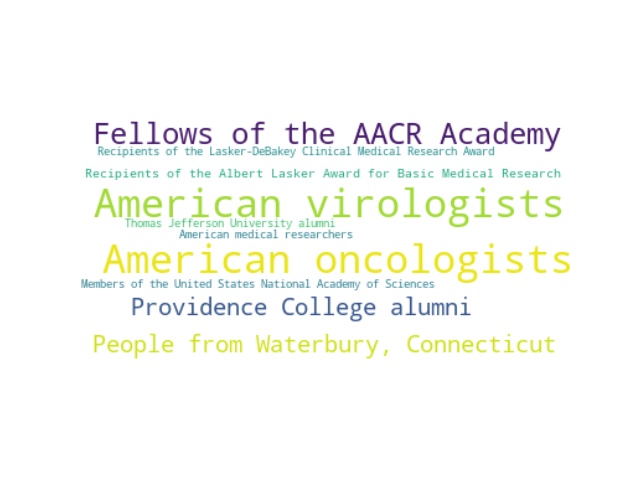 Fellows of the AACR Academy
Recipients of the Lasker-DeBakey Clinical Medical Research Award
Recipients of the Albert Lasker Award for Basic Medical Research
American virologists
Thomas Jefferson University alumni
American medical researchers
American oncologists
Members of the United States National Academy of Sciences
Providence College alumni
People from Waterbury, Connecticut